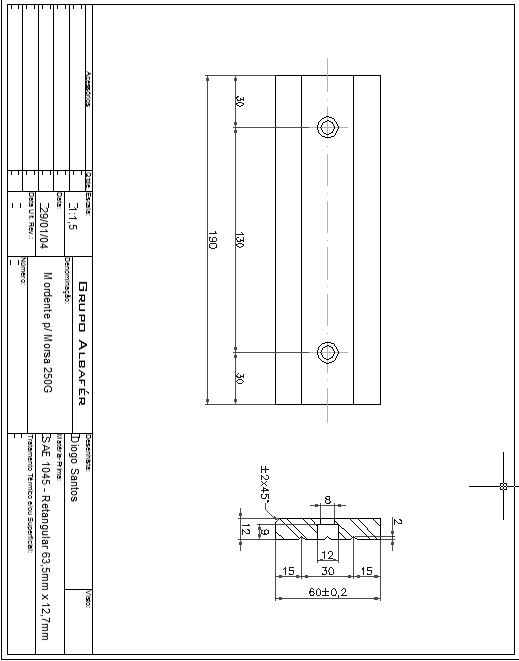 30
130
190
30
±2x45°
8
2
12
9
12
15
30
15
60±0,2
Acessórios
Qtde.
Escala:
1:1,5
Data:
29/01/04
Data Ult. Rev.:
GRUPO ALBAFÉR
Denominação:
Mordente p/ Morsa 250G
Número:
Desenhista:
Diogo Santos
Visto:
Matéria-Prima:
SAE 1045 - Retangular 63,5mm x 12,7mm
Tratamento Térmico e/ou Superficial: